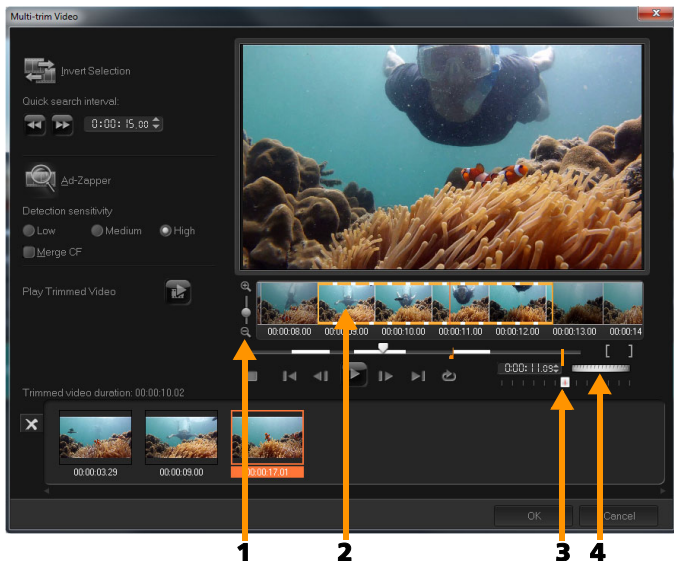 Multi-trim Video
Invert Selection
Quick search interval:
0:00:15.00
Ad-Zapper
Detection sensitivity
Low Medium High
Merge CF
Play Trimmed Video
00:00:08.00 00:00:09.00 00:00:10.00 00:00:11.00 00:00:12.00 00:00:13.00 00:00:14
[ ]
0:00:11.09
Trimmed video duration: 00:00:10.02
00:00:03.29 00:00:09.00 00:00:17.01
OK Cancel
1 2 3 4